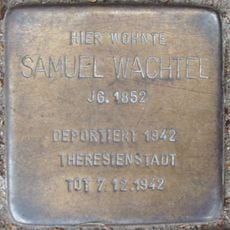 HIER WOHNTE
SAMUEL WACHTEL
JG. 1852
DEPORTIERT 1942
THERESIENSTADT
TOT 7.12.1942